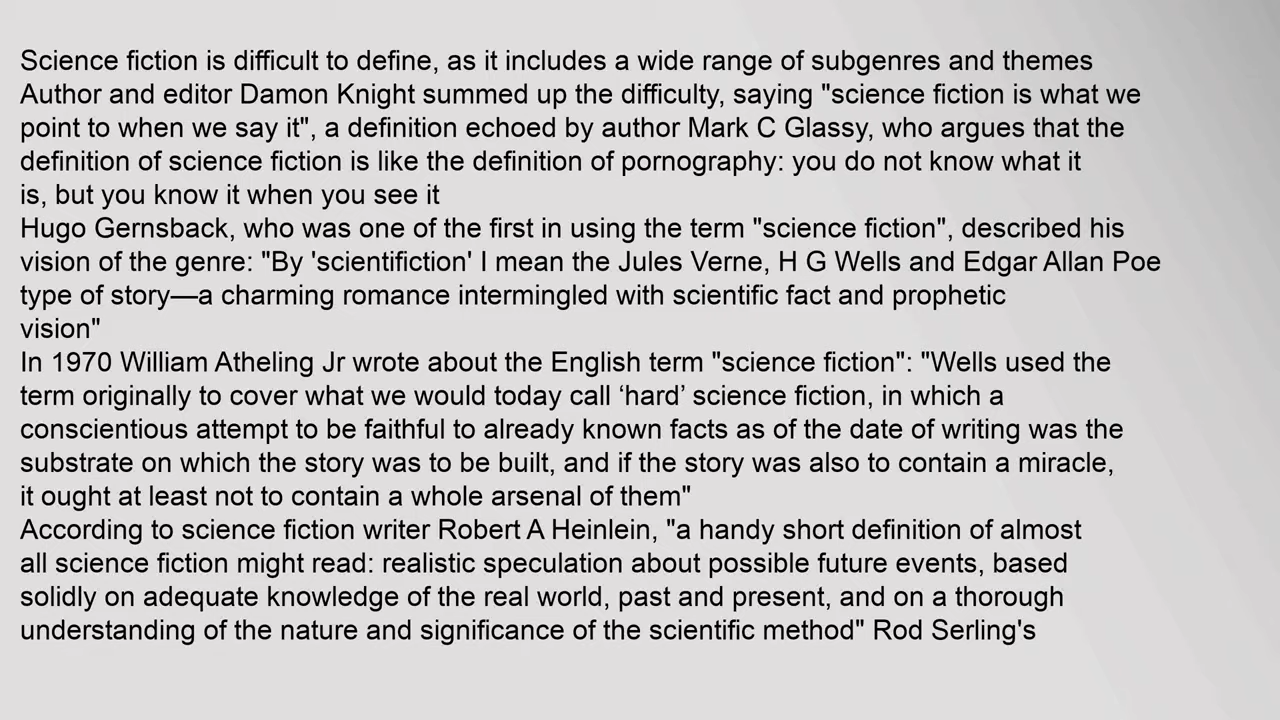 Science fiction is difficult to define, as it includes a wide range of subgenres and themes
Author and editor Damon Knight summed up the difficulty, saying "science fiction is what we
point to when we say it", a definition echoed by author Mark C Glassy, who argues that the
definition of science fiction is like the definition of pornography: you do not know what it
is, but you know it when you see it
Hugo Gernsback, who was one of the first in using the term "science fiction", described his
vision of the genre: "By 'scientifiction' I mean the Jules Verne, H G Wells and Edgar Allan Poe
type of story—a charming romance intermingled with scientific fact and prophetic
vision"
In 1970 William Atheling Jr wrote about the English term "science fiction": "Wells used the
term originally to cover what we would today call ‘hard’ science fiction, in which a
conscientious attempt to be faithful to already known facts as of the date of writing was the
substrate on which the story was to be built, and if the story was also to contain a miracle,
it ought at least not to contain a whole arsenal of them"
According to science fiction writer Robert A Heinlein, "a handy short definition of almost
all science fiction might read: realistic speculation about possible future events, based
solidly on adequate knowledge of the real world, past and present, and on a thorough
understanding of the nature and significance of the scientific method" Rod Serling's